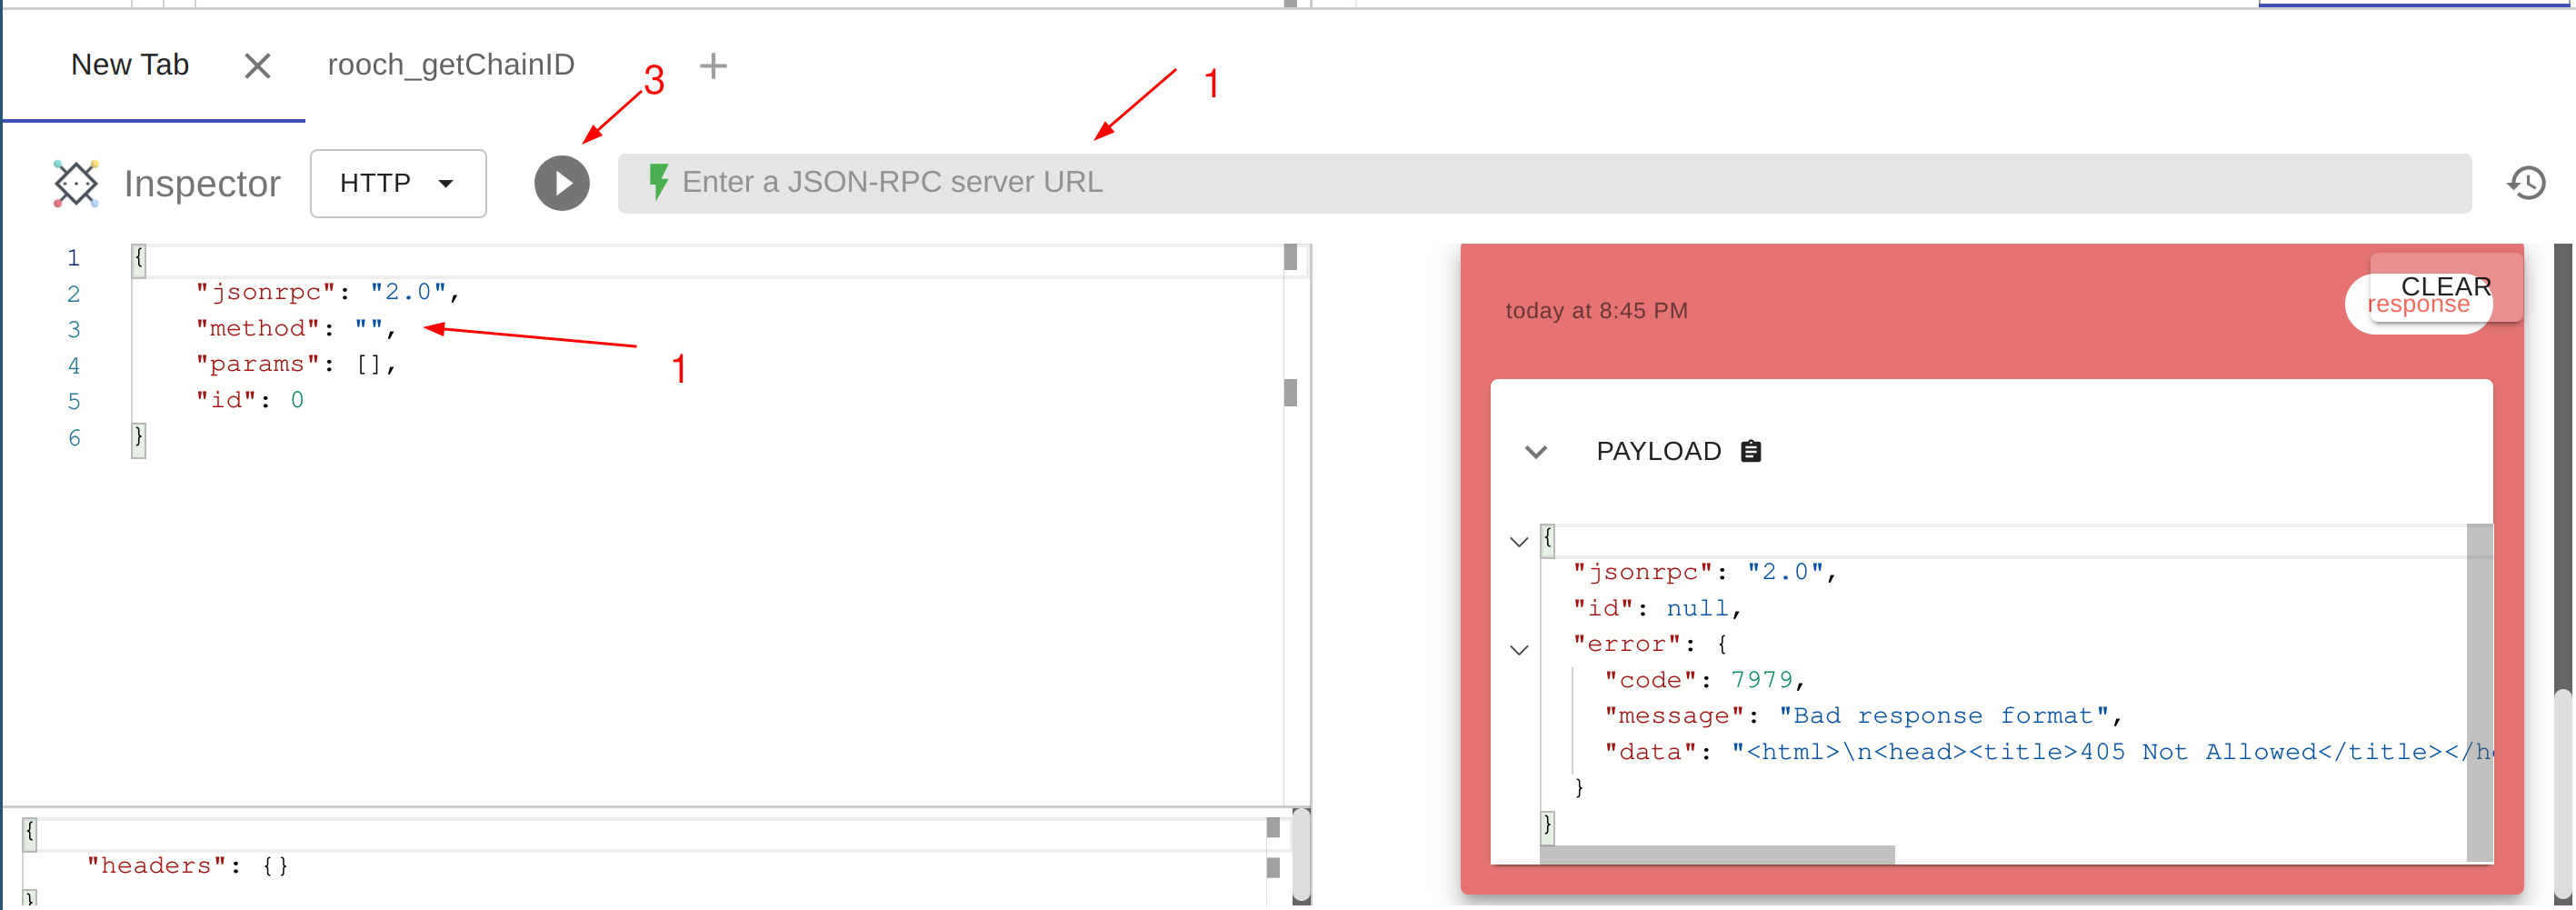 New Tab rooch_getChainID
3
1
Inspector HTTP Enter a JSON-RPC server URL
1 {
2 "jsonrpc": "2.0",
3 "method": "",
4 "params": [],
5 "id": 0
6 }
1
{
"headers": {}
}
CLEAR
today at 8:45 PM response
PAYLOAD
{
"jsonrpc": "2.0",
"id": null,
"error": {
"code": 7979,
"message": "Bad response format",
"data": "<html>\n<head><title>405 Not Allowed</title></h
}
}